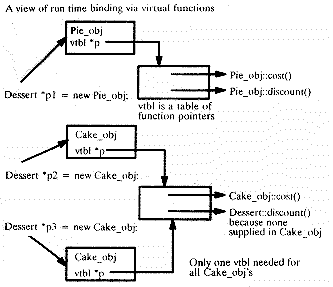 A view of run time binding via virtual functions
Pie_obj
vtbl *p
Pie_obj::cost()
Pie_obj::discount()
Dessert *p1 = new Pie_obj;
vtbl is a table of
function pointers
Cake_obj
vtbl *p
Dessert *p2 = new Cake_obj;
Cake_obj::cost()
Dessert::discount()
because none
supplied in Cake_obj
Dessert *p3 = new Cake_obj;
Cake_obj
vtbl *p
Only one vtbl needed for
all Cake_obj's